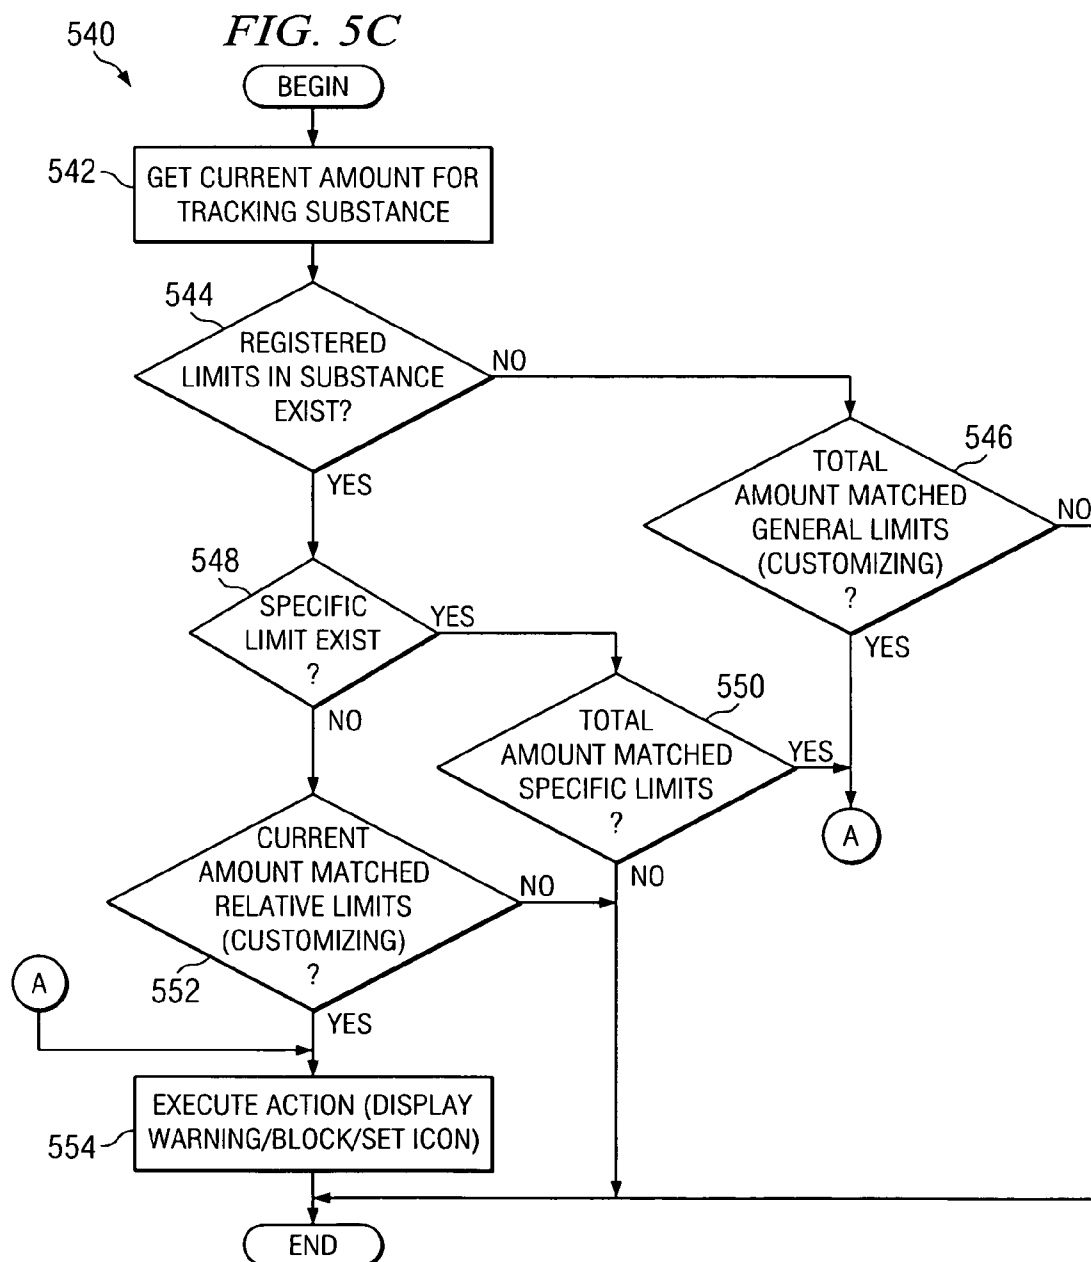 540
FIG. 5C
BEGIN
542
GET CURRENT AMOUNT FOR
TRACKING SUBSTANCE
544
REGISTERED
LIMITS IN SUBSTANCE
EXIST?
NO
YES
546
TOTAL
AMOUNT MATCHED
GENERAL LIMITS
(CUSTOMIZING)
?
NO
YES
548
SPECIFIC
LIMIT EXIST
?
YES
NO
550
TOTAL
AMOUNT MATCHED
SPECIFIC LIMITS
?
YES
NO
A
CURRENT
AMOUNT MATCHED
RELATIVE LIMITS
(CUSTOMIZING)
?
NO
552
YES
A
EXECUTE ACTION (DISPLAY
WARNING/BLOCK/SET ICON)
554
END